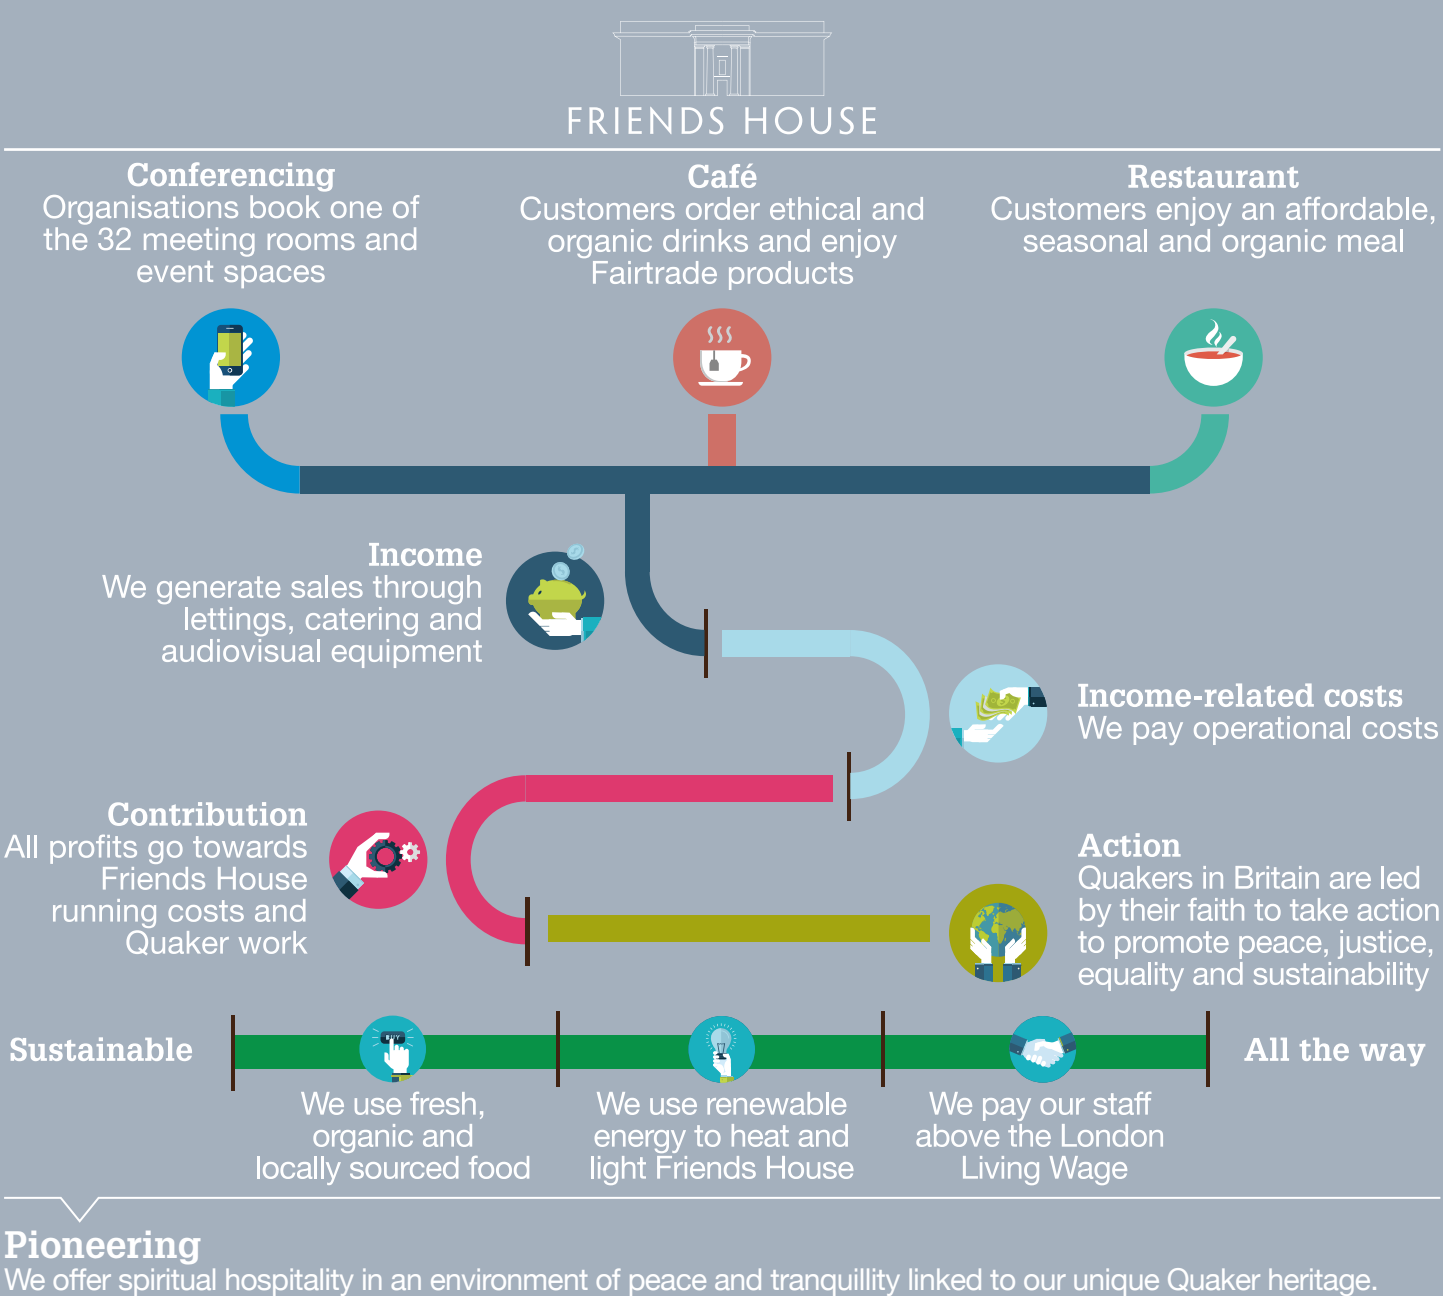 FRIENDS HOUSE
Conferencing
Organisations book one of
the 32 meeting rooms and
event spaces
Café
Customers order ethical and
organic drinks and enjoy
Fairtrade products
Restaurant
Customers enjoy an affordable,
seasonal and organic meal
Income
We generate sales through
lettings, catering and
audiovisual equipment
Income-related costs
We pay operational costs
Contribution
All profits go towards
Friends House
running costs and
Quaker work
Action
Quakers in Britain are led
by their faith to take action
to promote peace, justice,
equality and sustainability
Sustainable
BUY
We use fresh,
organic and
locally sourced food
We use renewable
energy to heat and
light Friends House
We pay our staff
above the London
Living Wage
All the way
Pioneering
We offer spiritual hospitality in an environment of peace and tranquillity linked to our unique Quaker heritage.